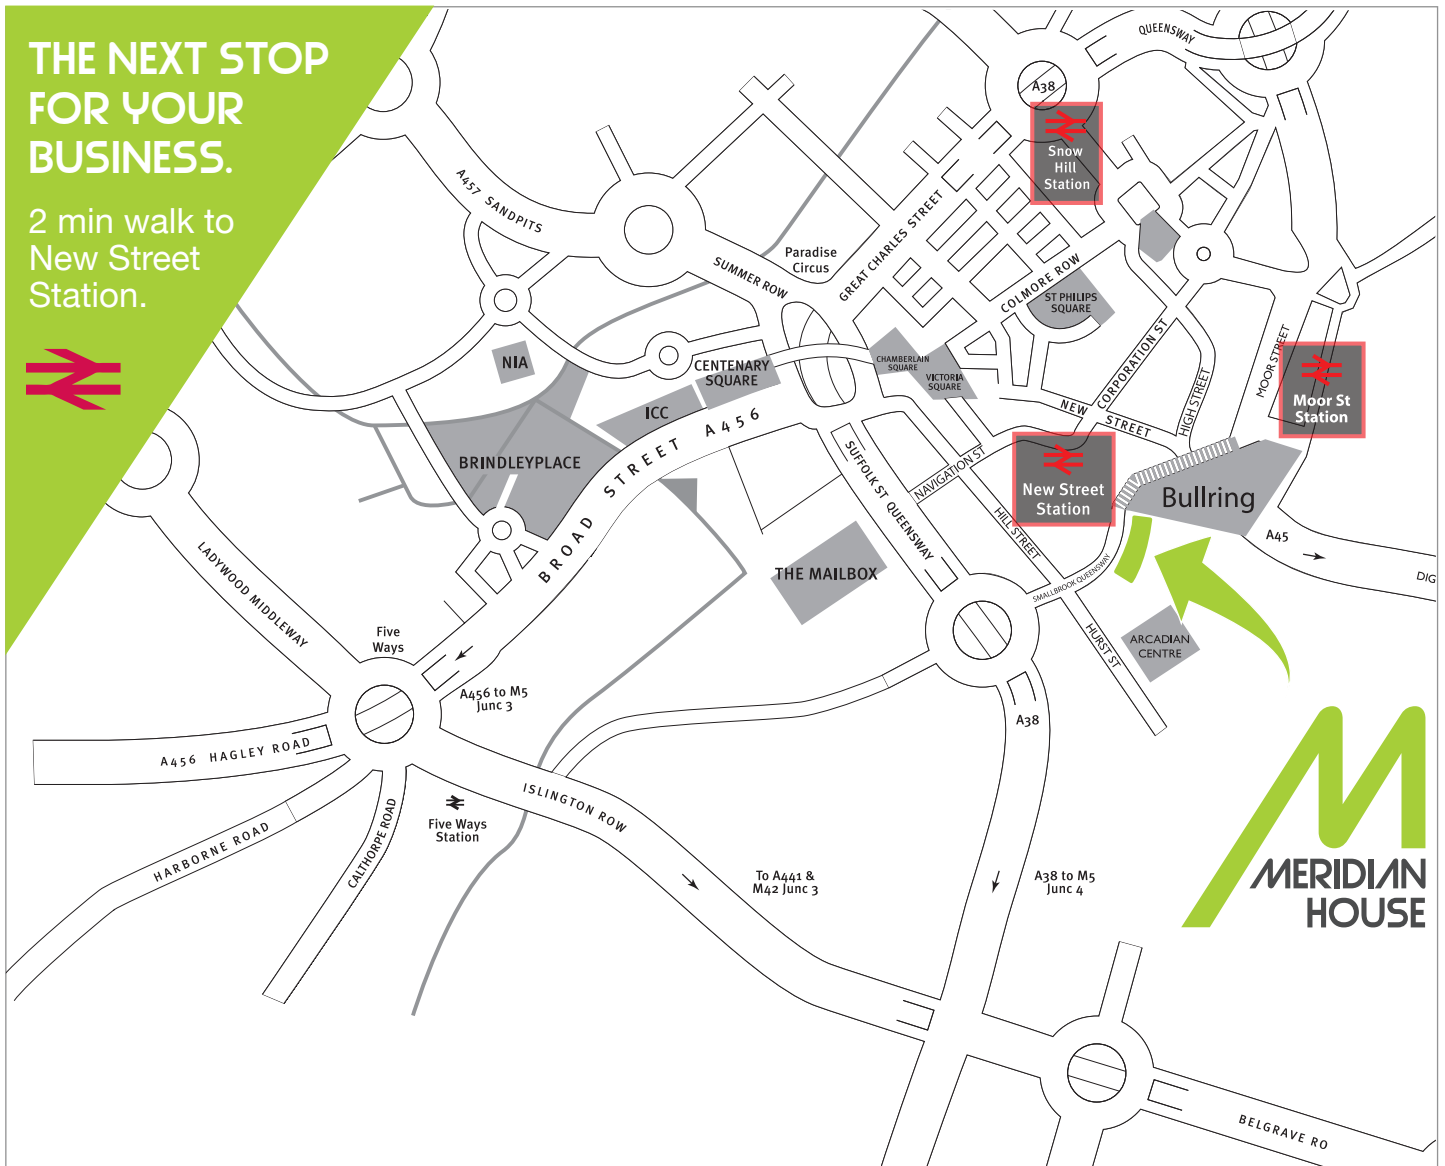 THE NEXT STOP
FOR YOUR
BUSINESS.
2 min walk to
New Street
Station.
QUEENSWAY
A38
Snow
Hill
Station
A457 SANDPITS
Paradise
Circus
SUMMER ROW
GREAT CHARLES STREET
COLMORE ROW
ST PHILIPS
SQUARE
CORPORATION ST
MOOR STREET
HIGH STREET
Moor St
Station
NIA
CENTENARY
SQUARE
CHAMBERLAIN
SQUARE
VICTORIA
SQUARE
ICC
NEW STREET
BRINDLEYPLACE
BROAD STREET A456
SUFFOLK ST QUEENSWAY
NAVIGATION ST
New Street
Station
Bullring
HILL STREET
A45
DIG
LADYWOOD MIDDLEWAY
THE MAILBOX
SMALLBROOK QUEENSWAY
Five
Ways
HURST ST
ARCADIAN
CENTRE
A456 to M5
Junc 3
A38
A456 HAGLEY ROAD
ISLINGTON ROW
HARBORNE ROAD
CALTHORPE ROAD
Five Ways
Station
To A441 &
M42 Junc 3
A38 to M5
Junc 4
MERIDIAN
HOUSE
BELGRAVE RO